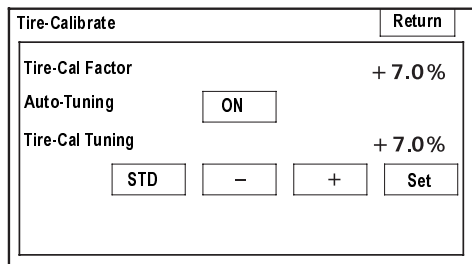 Tire-Calibrate Return
Tire-Cal Factor +7.0%
Auto-Tuning ON
Tire-Cal Tuning +7.0%
STD − + Set